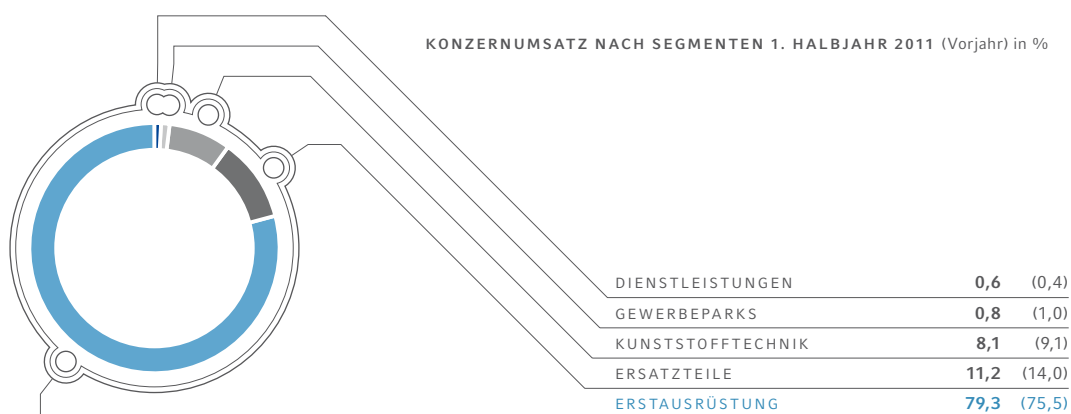 KONZERNUMSATZ NACH SEGMENTEN 1. HALBJAHR 2011 (Vorjahr) in %
DIENSTLEISTUNGEN 0,6 (0,4)
GEWERBEPARKS 0,8 (1,0)
KUNSTSTOFFTECHNIK 8,1 (9,1)
ERSATZTEILE 11,2 (14,0)
ERSTAUSRÜSTUNG 79,3 (75,5)